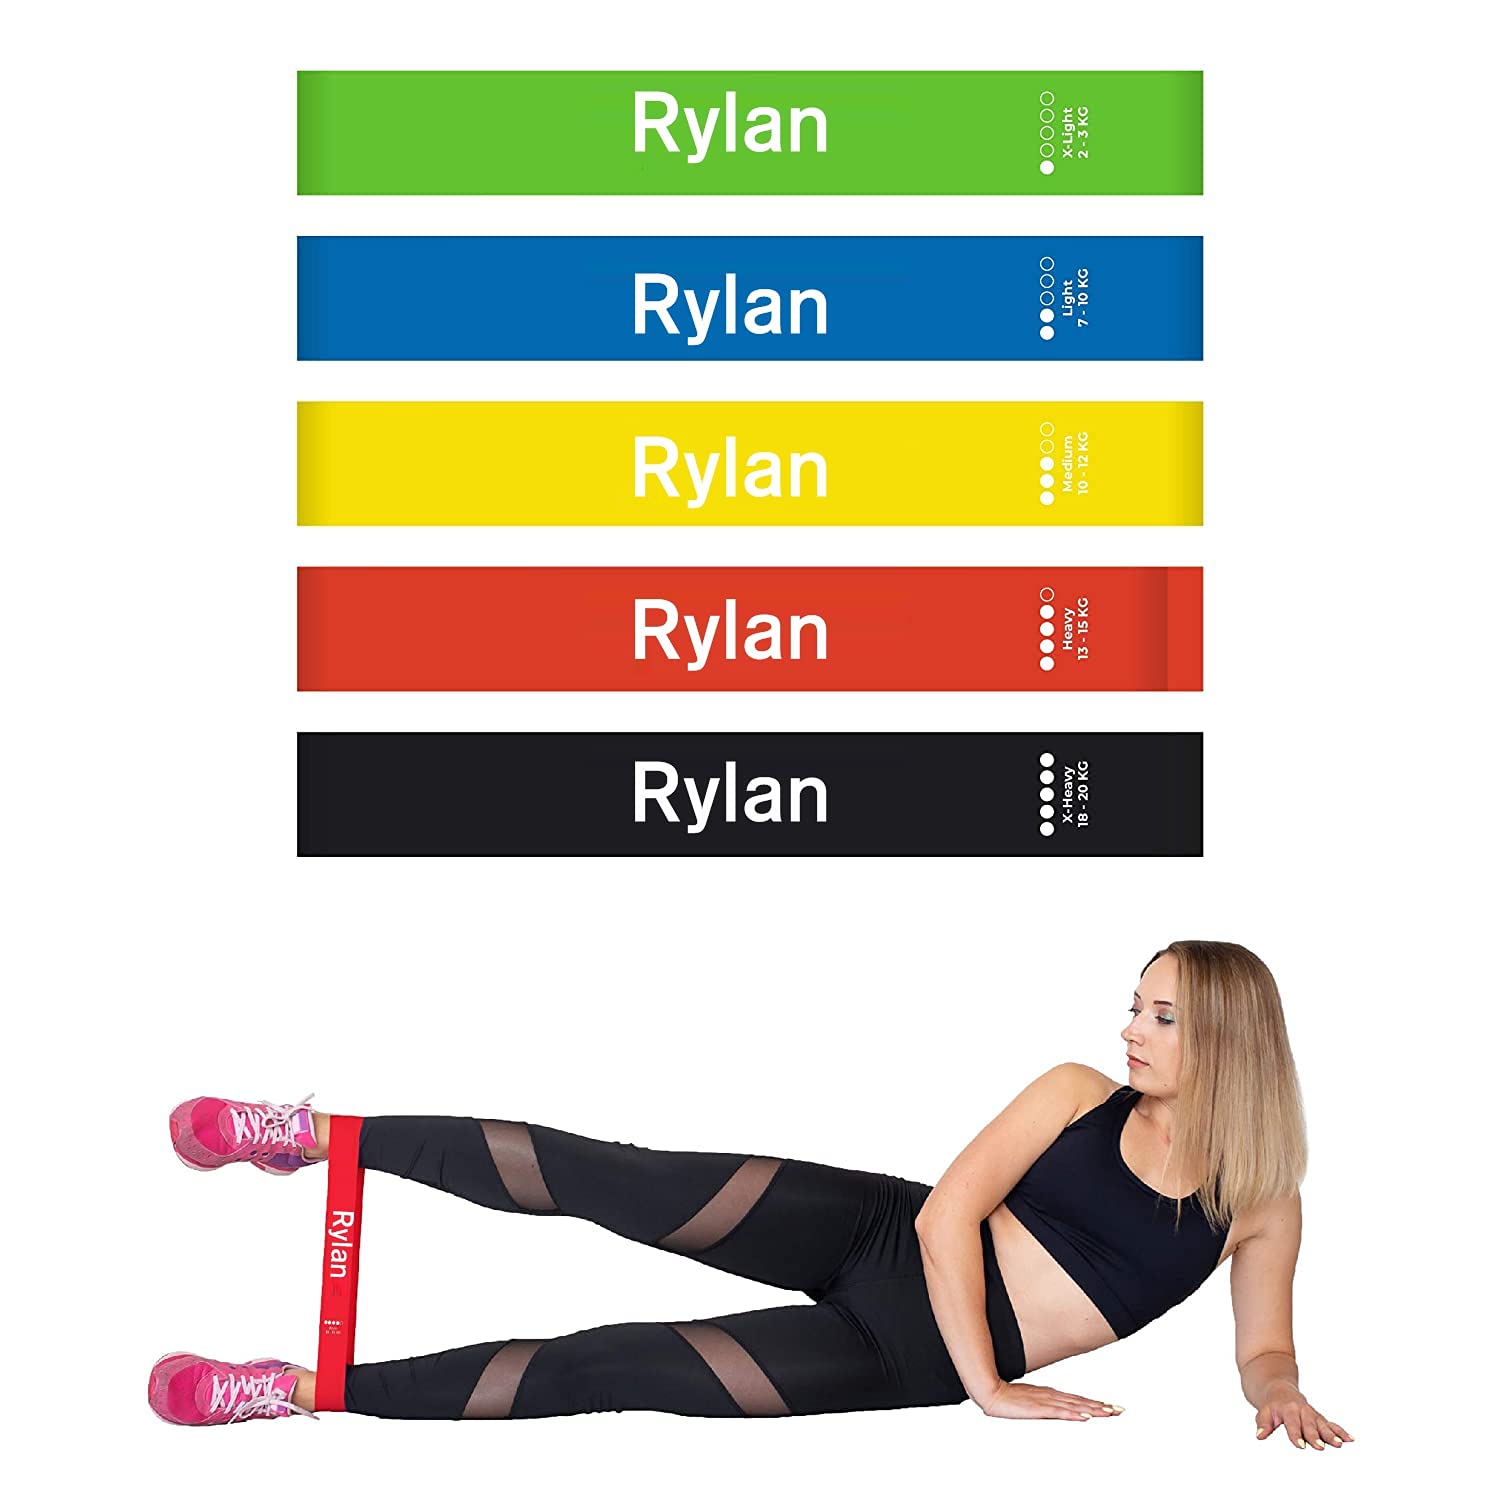 Rylan
X-Light
2 - 3 KG
Rylan
Light
7 - 10 KG
Rylan
Medium
10 - 12 KG
Rylan
Heavy
13 - 15 KG
Rylan
X-Heavy
18 - 20 KG
Rylan